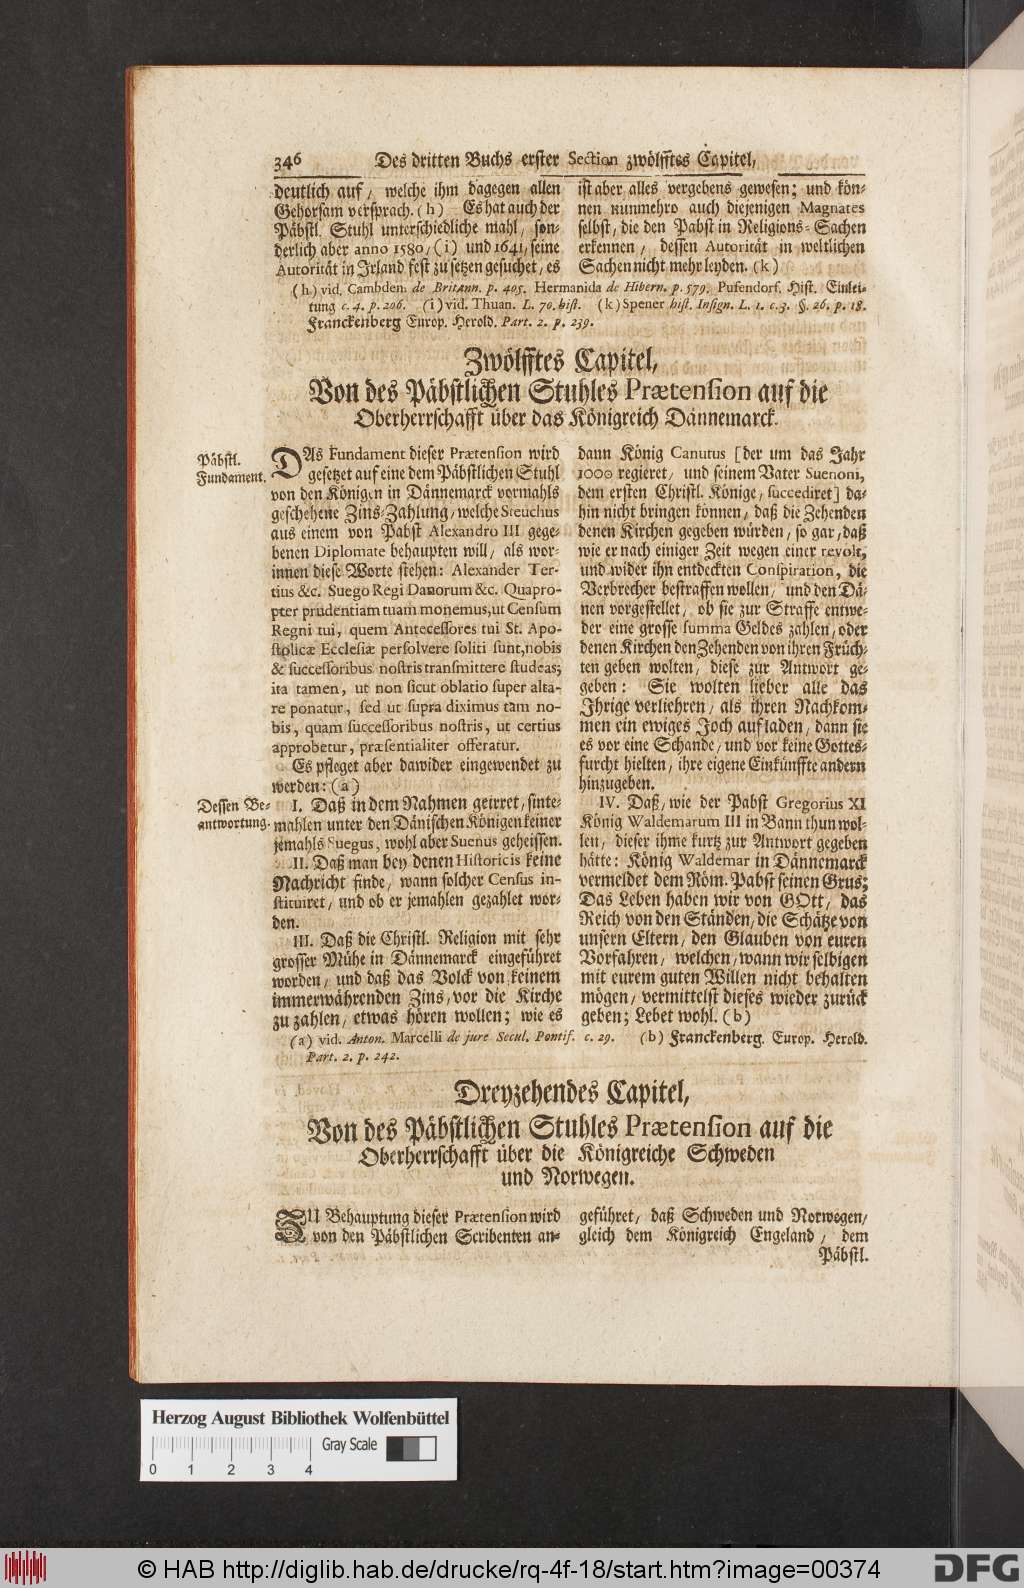 346 Des dritten Buchs erster Section zwölfftes Capitel,
deutlich auf, welche ihm dagegen allen
Gehorsam versprach. (h) Es hat auch der
Päbstl. Stuhl unterschiedliche mahl, son-
derlich aber anno 1580, (i) und 1641, seine
Autorität in Irland fest zu setzen gesuchet, es
ist aber alles vergebens gewesen; und kön-
nen nunmehro auch diejenigen Magnates
selbst, die den Pabst in Religions-Sachen
erkennen, dessen Autorität in weltlichen
Sachen nicht mehr leyden. (k)
(h) vid. Cambden. de Britann. p. 405. Hermanida de Hibern. p. 579. Pufendorf. Hist. Einlei-
tung c. 4. p. 206. (i) vid. Thuan. L. 70. hist. (k) Spener hist. Insign. L. 1. c. 3. §. 26. p. 18.
Franckenberg Europ. Herold. Part. 2. p. 239.
Zwölfftes Capitel,
Von des Päbstlichen Stuhles Prætension auf die
Oberherrschafft über das Königreich Dännemarck.
Päbstl.
Fundament.
DAs Fundament dieser Prætension wird
gesetzet auf eine dem Päbstlichen Stuhl
von den Königen in Dännemarck vormahls
geschehene Zins-Zahlung, welche Steuchus
aus einem von Pabst Alexandro III gege-
benen Diplomate behaupten will, als wor-
innen diese Worte stehen: Alexander Ter-
tius &c. Suego Regi Danorum &c. Quapro-
pter prudentiam tuam monemus, ut Censum
Regni tui, quem Antecessores tui St. Apo-
stolicæ Ecclesiæ persolvere soliti sunt, nobis
& successoribus nostris transmittere studeas;
ita tamen, ut non sicut oblatio super alta-
re ponatur, sed ut supra diximus tam no-
bis, quam successoribus nostris, ut certius
approbetur, præsentialiter offeratur.
Es pfleget aber dawider eingewendet zu
werden: (a)
Dessen Be-
antwortung.
I. Daß in dem Nahmen geirret, sinte-
mahlen unter den Dänischen Königen keiner
jemahls Suegus, wohl aber Suenus geheissen.
II. Daß man bey denen Historicis keine
Nachricht finde, wann solcher Census in-
stituiret, und ob er jemahlen gezahlet wor-
den.
III. Daß die Christl. Religion mit sehr
grosser Mühe in Dännemarck eingeführet
worden, und daß das Volck von keinem
immerwährenden Zins, vor die Kirche
zu zahlen, etwas hören wollen; wie es
dann König Canutus [der um das Jahr
1000 regieret, und seinem Vater Suenoni,
dem ersten Christl. Könige, succediret] da-
hin nicht bringen können, daß die Zehenden
denen Kirchen gegeben würden, so gar, daß
wie er nach einiger Zeit wegen einer revolt,
und wider ihn entdeckten Conspiration, die
Verbrecher bestraffen wollen, und den Dä-
nen vorgestellet, ob sie zur Straffe entwe-
der eine grosse summa Geldes zahlen, oder
denen Kirchen den Zehenden von ihren Früch-
ten geben wolten, diese zur Antwort ge-
geben: Sie wolten lieber alle das
Ihrige verliehren, als ihren Nachkom-
men ein ewiges Joch aufladen, dann sie
es vor eine Schande, und vor keine Gottes-
furcht hielten, ihre eigene Einkünffte andern
hinzugeben.
IV. Daß, wie der Pabst Gregorius XI
König Waldemarum III in Bann thun wol-
len, dieser ihme kurtz zur Antwort gegeben
hätte: König Waldemar in Dännemarck
vermeldet dem Röm. Pabst seinen Grus;
Das Leben haben wir von GOtt, das
Reich von den Ständen, die Schätze von
unsern Eltern, den Glauben von euren
Vorfahren, welchen, wann wir selbigen
mit eurem guten Willen nicht behalten
mögen, vermittelst dieses wieder zurück
geben; Lebet wohl. (b)
(a) vid. Anton. Marcelli de jure Secul. Pontif. c. 29. (b) Franckenberg. Europ. Herold.
Part. 2. p. 242.
Dreyzehendes Capitel,
Von des Päbstlichen Stuhles Prætension auf die
Oberherrschafft über die Königreiche Schweden
und Norwegen.
ZU Behauptung dieser Prætension wird
von den Päbstlichen Scribenten an-
geführet, daß Schweden und Norwegen,
gleich dem Königreich Engeland, dem
Päbstl.
Herzog August Bibliothek Wolfenbüttel
Gray Scale
0 1 2 3 4
© HAB http://diglib.hab.de/drucke/rq-4f-18/start.htm?image=00374
DFG